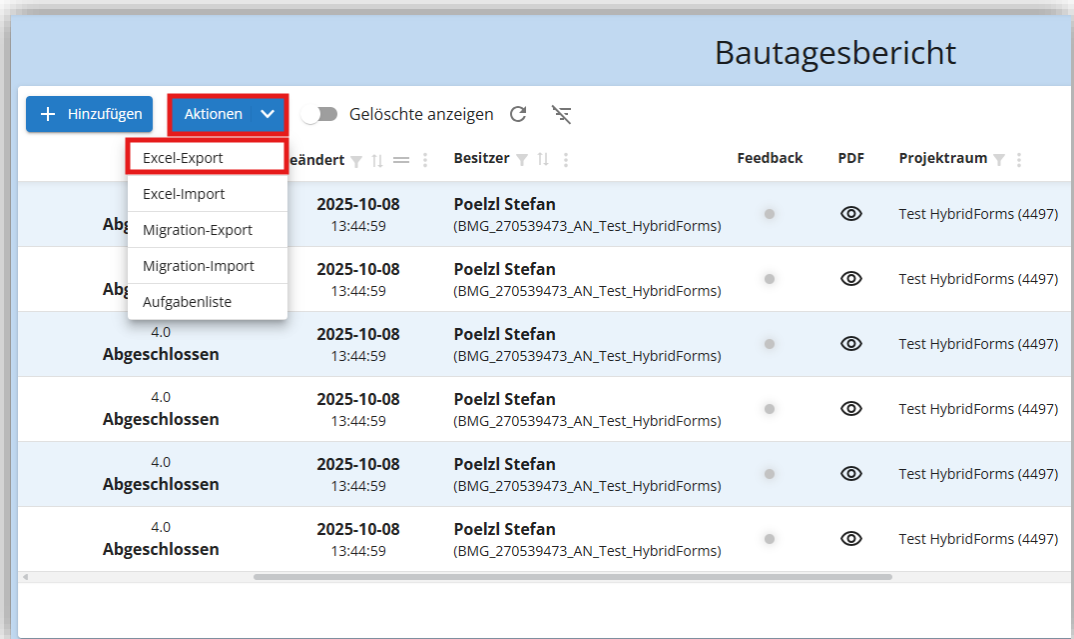 Bautagesbericht
Hinzufügen Aktionen Gelöschte anzeigen
eändert Besitzer Feedback PDF Projektraum
Excel-Export
Excel-Import
Migration-Export
Migration-Import
Aufgabenliste
2025-10-08 Poelzl Stefan
Abg 13:44:59 (BMG_270539473_AN_Test_HybridForms) Test HybridForms (4497)
2025-10-08 Poelzl Stefan
Abg 13:44:59 (BMG_270539473_AN_Test_HybridForms) Test HybridForms (4497)
4.0 2025-10-08 Poelzl Stefan
Abgeschlossen 13:44:59 (BMG_270539473_AN_Test_HybridForms) Test HybridForms (4497)
4.0 2025-10-08 Poelzl Stefan
Abgeschlossen 13:44:59 (BMG_270539473_AN_Test_HybridForms) Test HybridForms (4497)
4.0 2025-10-08 Poelzl Stefan
Abgeschlossen 13:44:59 (BMG_270539473_AN_Test_HybridForms) Test HybridForms (4497)
4.0 2025-10-08 Poelzl Stefan
Abgeschlossen 13:44:59 (BMG_270539473_AN_Test_HybridForms) Test HybridForms (4497)